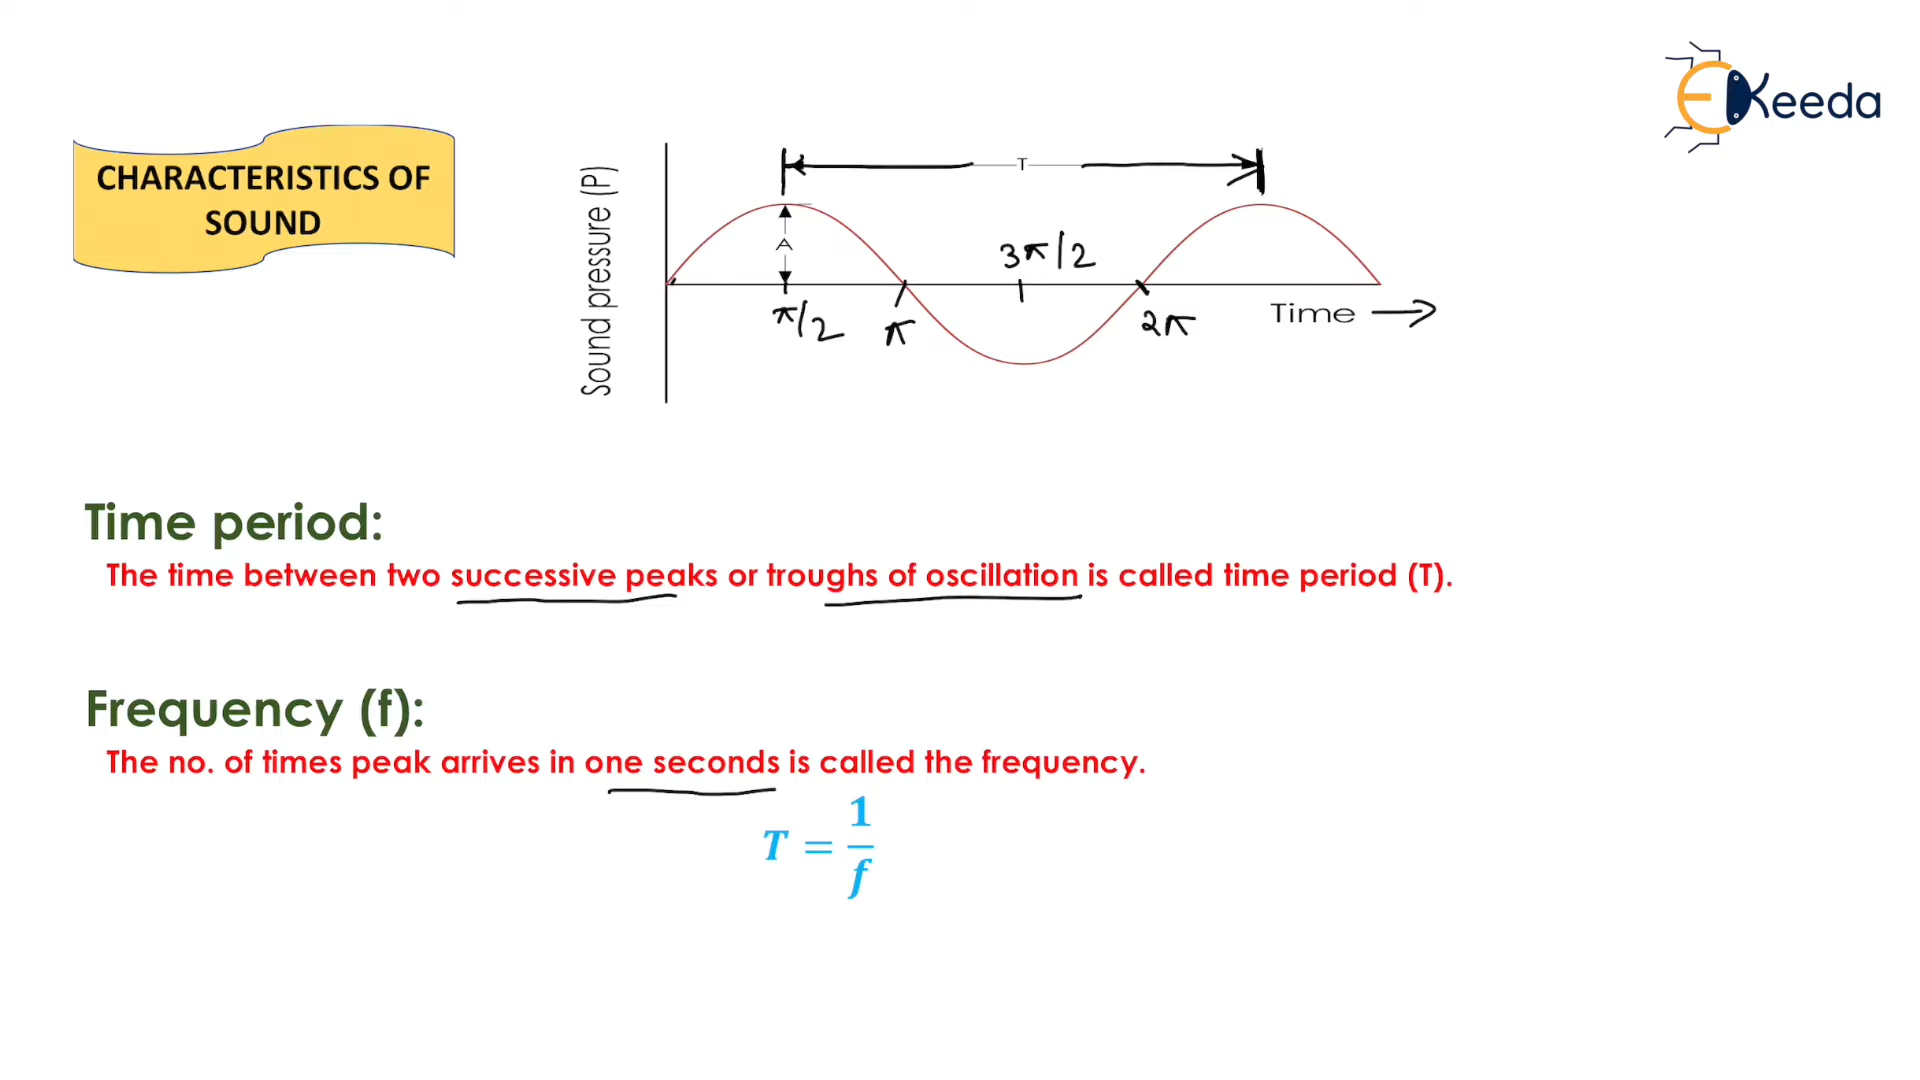 EKeeda
CHARACTERISTICS OF
SOUND
Sound pressure (P)
T
A
3π/2
π/2
π
2π
Time
Time period:
The time between two successive peaks or troughs of oscillation is called time period (T).
Frequency (f):
The no. of times peak arrives in one seconds is called the frequency.
T = 1/f